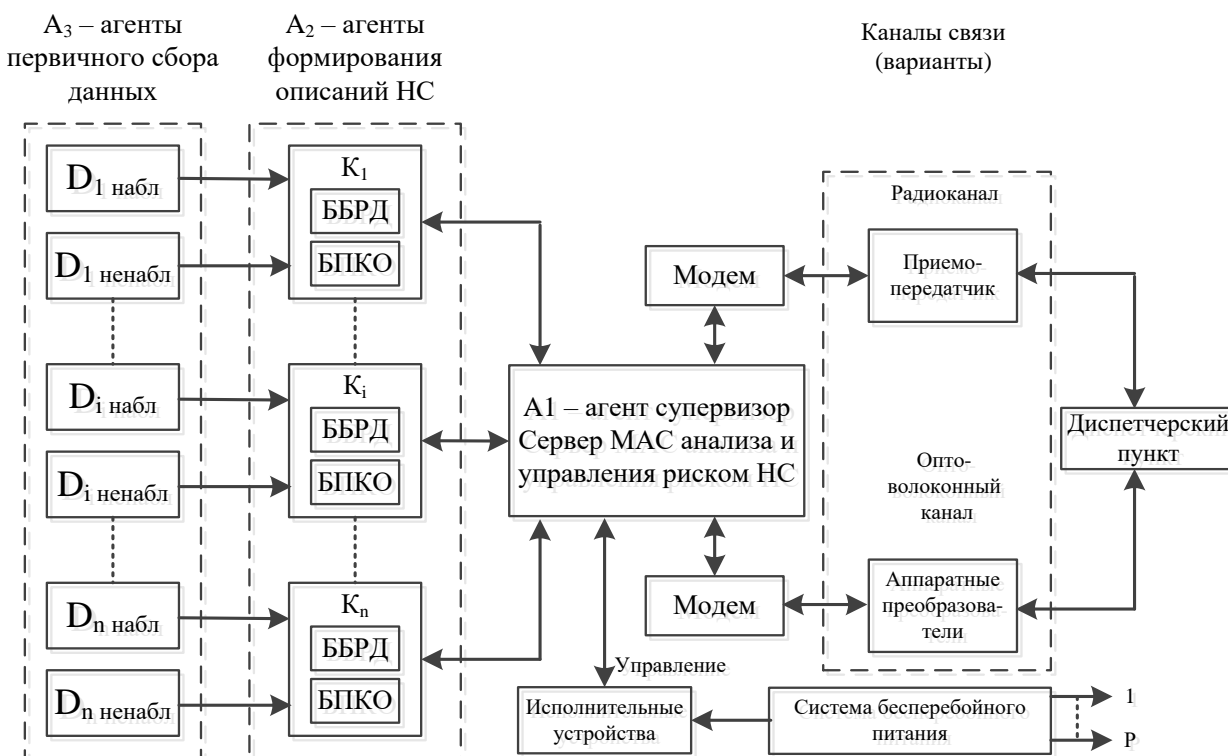 A3 – агенты
первичного сбора
данных
A2 – агенты
формирования
описаний НС
Каналы связи
(варианты)
D1 набл
D1 ненабл
Di набл
Di ненабл
Dn набл
Dn ненабл
K1
ББРД
БПКО
Ki
ББРД
БПКО
Kn
ББРД
БПКО
А1 – агент супервизор
Сервер МАС анализа и
управления риском НС
Модем
Модем
Управление
Исполнительные
устройства
Радиоканал
Приемо-
передатчик
Опто-
волоконный
канал
Аппаратные
преобразова-
тели
Диспетчерский
пункт
Система бесперебойного
питания
1
P